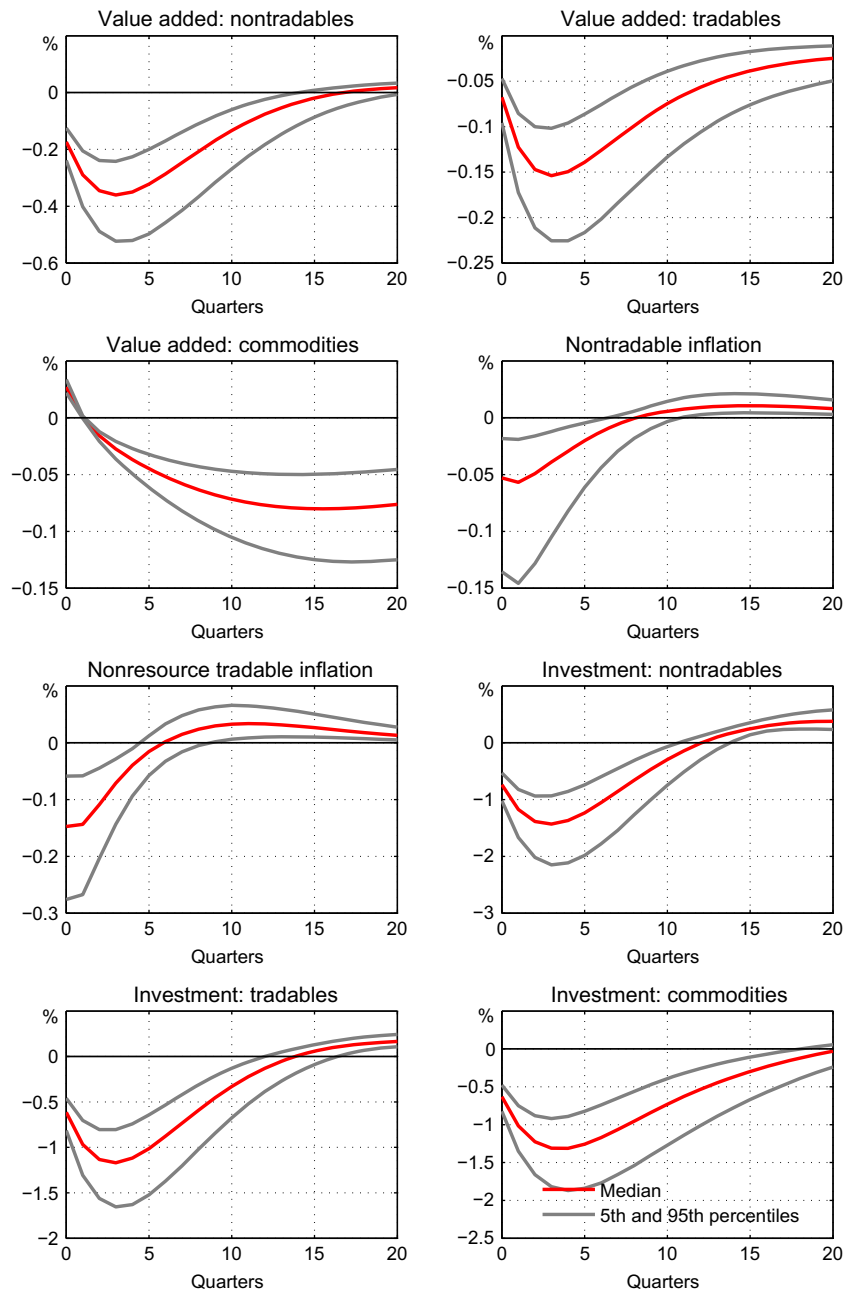 Value added: nontradables
%
0
−0.2
−0.4
−0.6
0 5 10 15 20
Quarters
Value added: tradables
%
−0.05
−0.1
−0.15
−0.2
−0.25
0 5 10 15 20
Quarters
Value added: commodities
%
0
−0.05
−0.1
−0.15
0 5 10 15 20
Quarters
Nontradable inflation
%
0
−0.05
−0.1
−0.15
0 5 10 15 20
Quarters
Nonresource tradable inflation
%
0
−0.1
−0.2
−0.3
0 5 10 15 20
Quarters
Investment: nontradables
%
0
−1
−2
−3
0 5 10 15 20
Quarters
Investment: tradables
%
0
−0.5
−1
−1.5
−2
0 5 10 15 20
Quarters
Investment: commodities
%
0
−0.5
−1
−1.5
−2
−2.5
Median
5th and 95th percentiles
0 5 10 15 20
Quarters